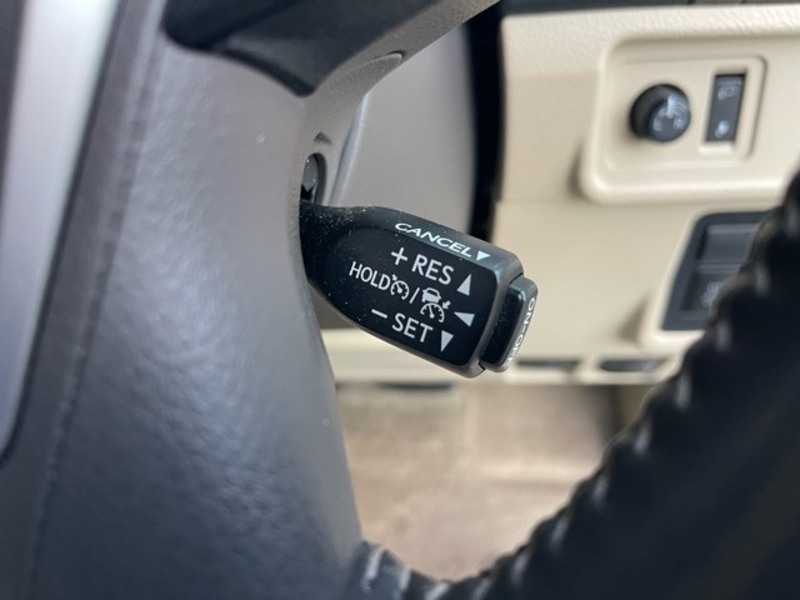 CANCEL▼
+ RES ▲
HOLD /
− SET ▼
ON-OFF